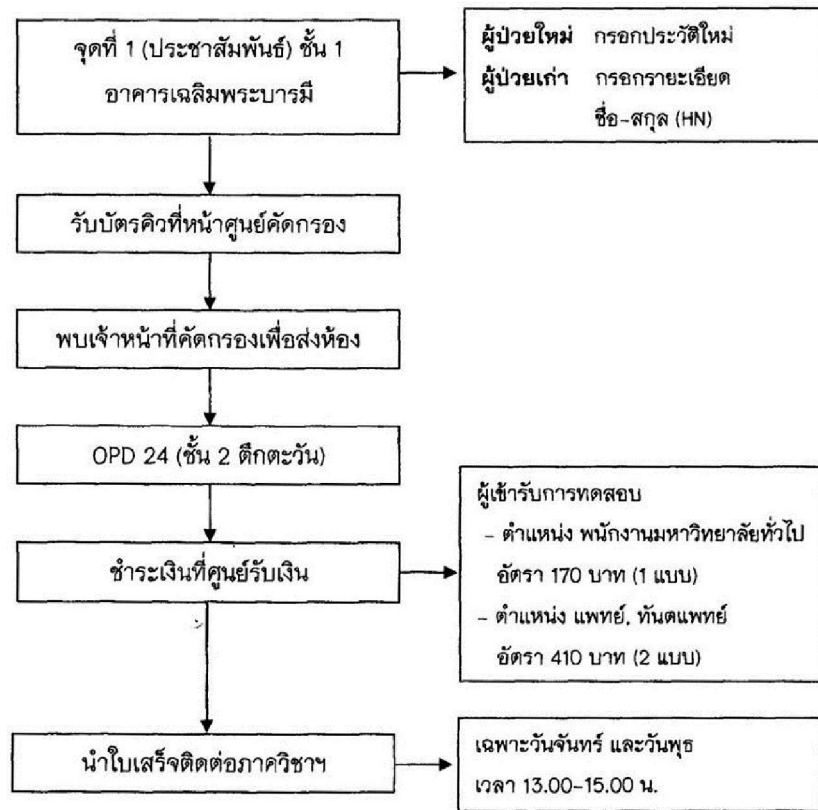 จุดที่ 1 (ประชาสัมพันธ์) ชั้น 1
อาคารเฉลิมพระบารมี
ผู้ป่วยใหม่ กรอกประวัติใหม่
ผู้ป่วยเก่า กรอกรายะเอียด
ชื่อ-สกุล (HN)
รับบัตรคิวที่หน้าศูนย์คัดกรอง
พบเจ้าหน้าที่คัดกรองเพื่อส่งห้อง
OPD 24 (ชั้น 2 ตึกตะวัน)
ชำระเงินที่ศูนย์รับเงิน
ผู้เข้ารับการทดสอบ
- ตำแหน่ง พนักงานมหาวิทยาลัยทั่วไป
อัตรา 170 บาท (1 แบบ)
- ตำแหน่ง แพทย์, ทันตแพทย์
อัตรา 410 บาท (2 แบบ)
นำใบเสร็จติดต่อภาควิชาฯ
เฉพาะวันจันทร์ และวันพุธ
เวลา 13.00-15.00 น.